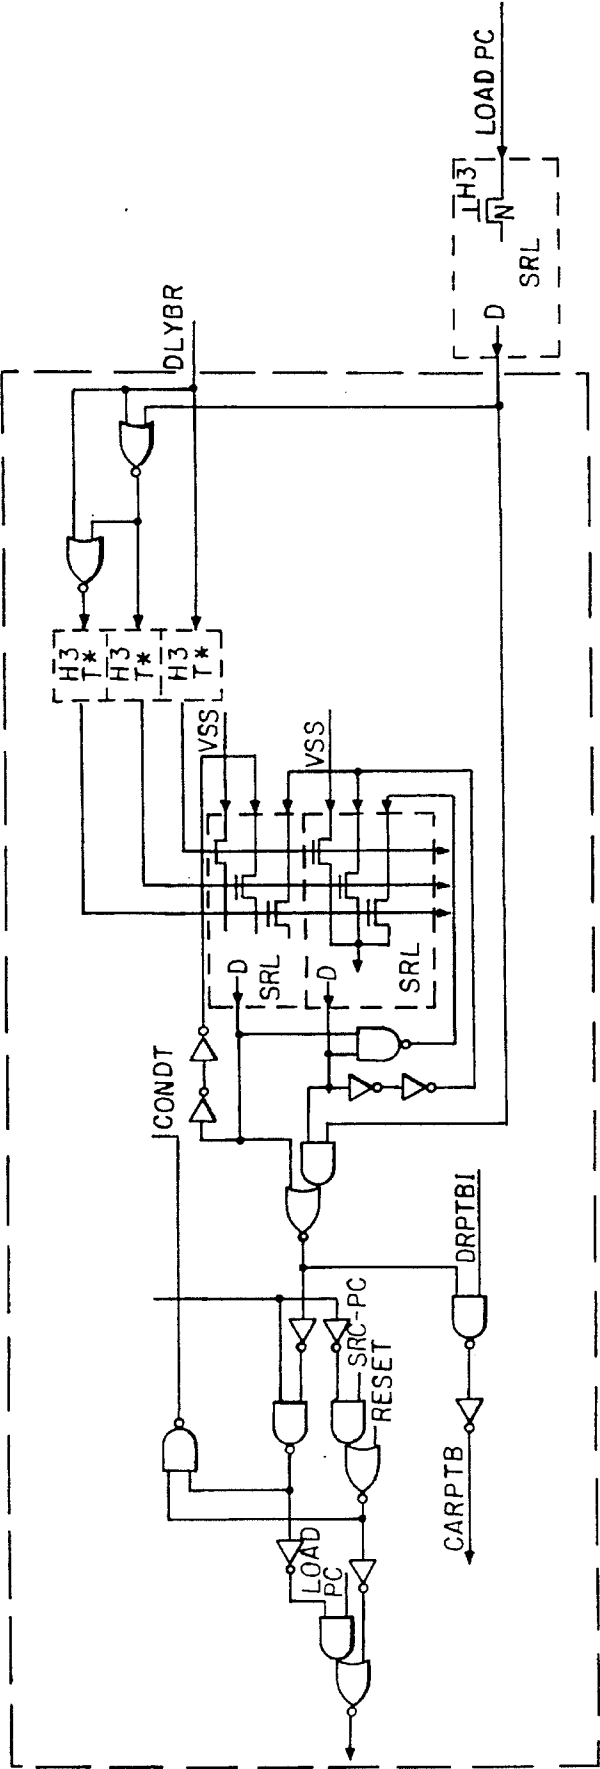 LOAD PC
H3
N
SRL
D
DLYBR
H3
T*
H3
T*
H3
T*
VSS
VSS
D
SRL
D
SRL
ICONDT
DRPTBI
SRC-PC
RESET
CARPTB
LOAD
PC